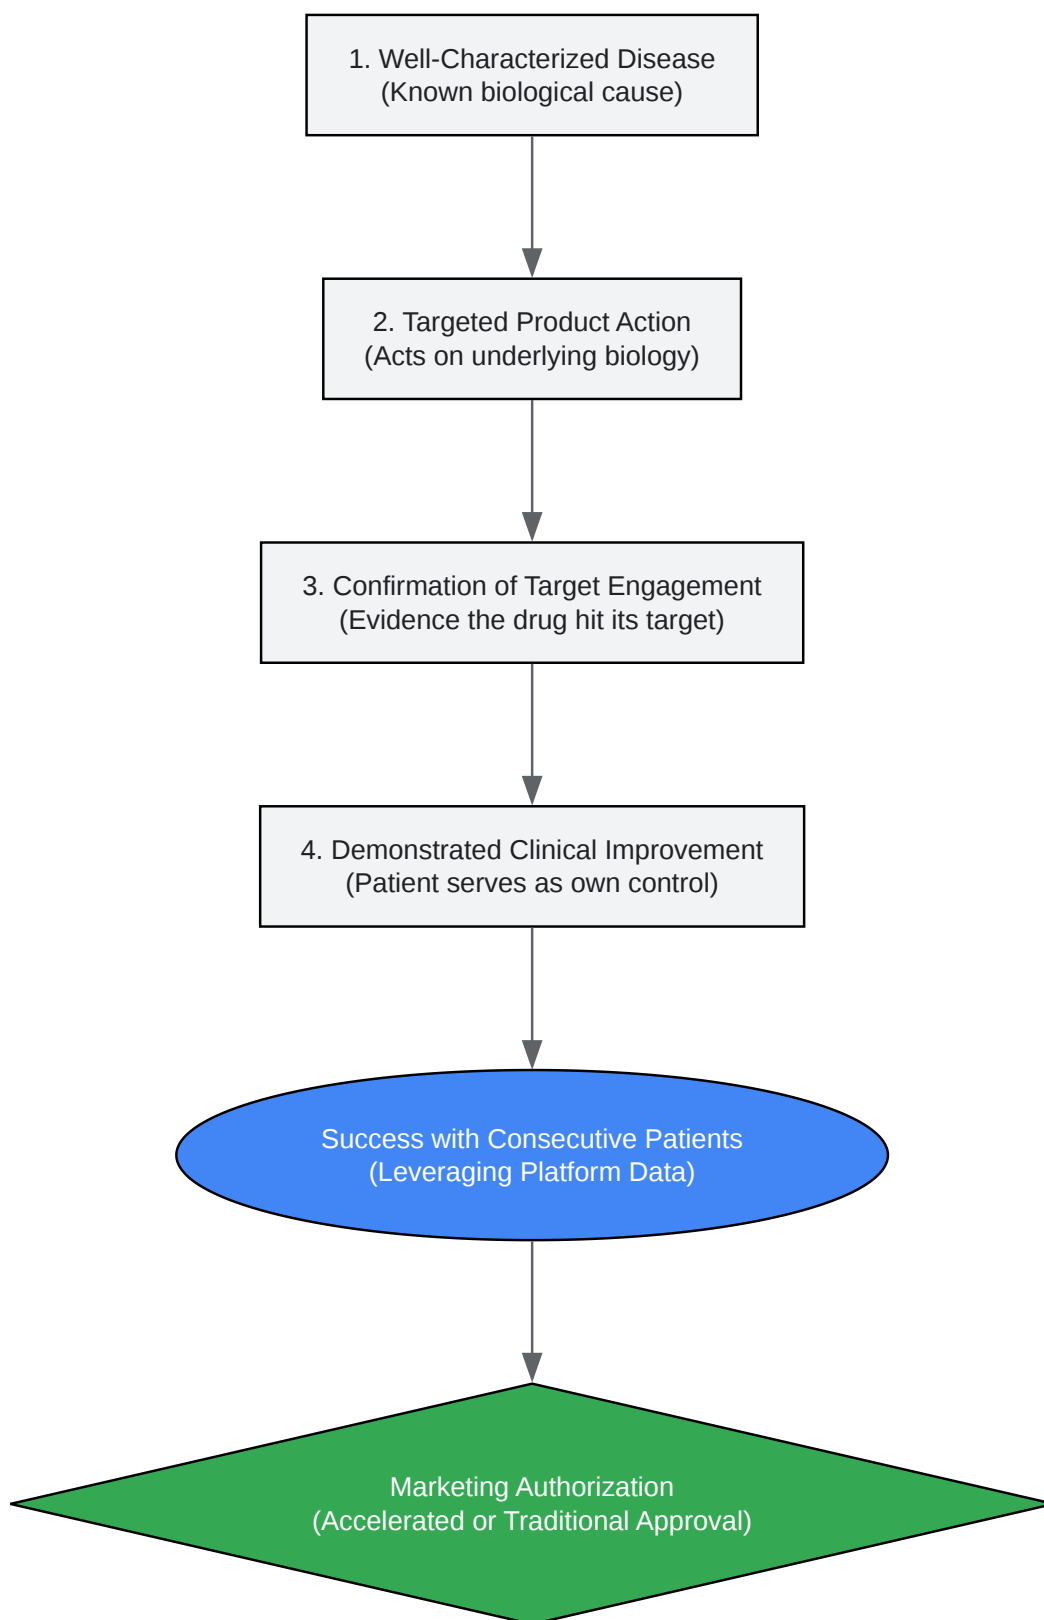 1. Well-Characterized Disease
(Known biological cause)
2. Targeted Product Action
(Acts on underlying biology)
3. Confirmation of Target Engagement
(Evidence the drug hit its target)
4. Demonstrated Clinical Improvement
(Patient serves as own control)
Success with Consecutive Patients
(Leveraging Platform Data)
Marketing Authorization
(Accelerated or Traditional Approval)